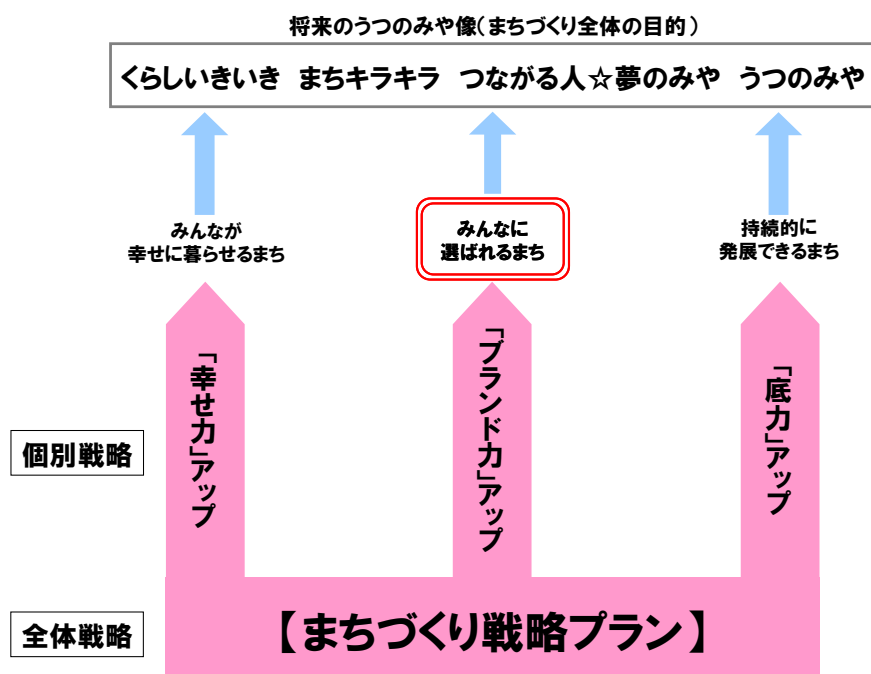 将来のうつのみや像(まちづくり全体の目的)
くらしいきいき まちキラキラ つながる人☆夢のみや うつのみや
みんなが
幸せに暮らせるまち
みんなに
選ばれるまち
持続的に
発展できるまち
「幸せ力」アップ
「ブランド力」アップ
「底力」アップ
個別戦略
全体戦略
【まちづくり戦略プラン】